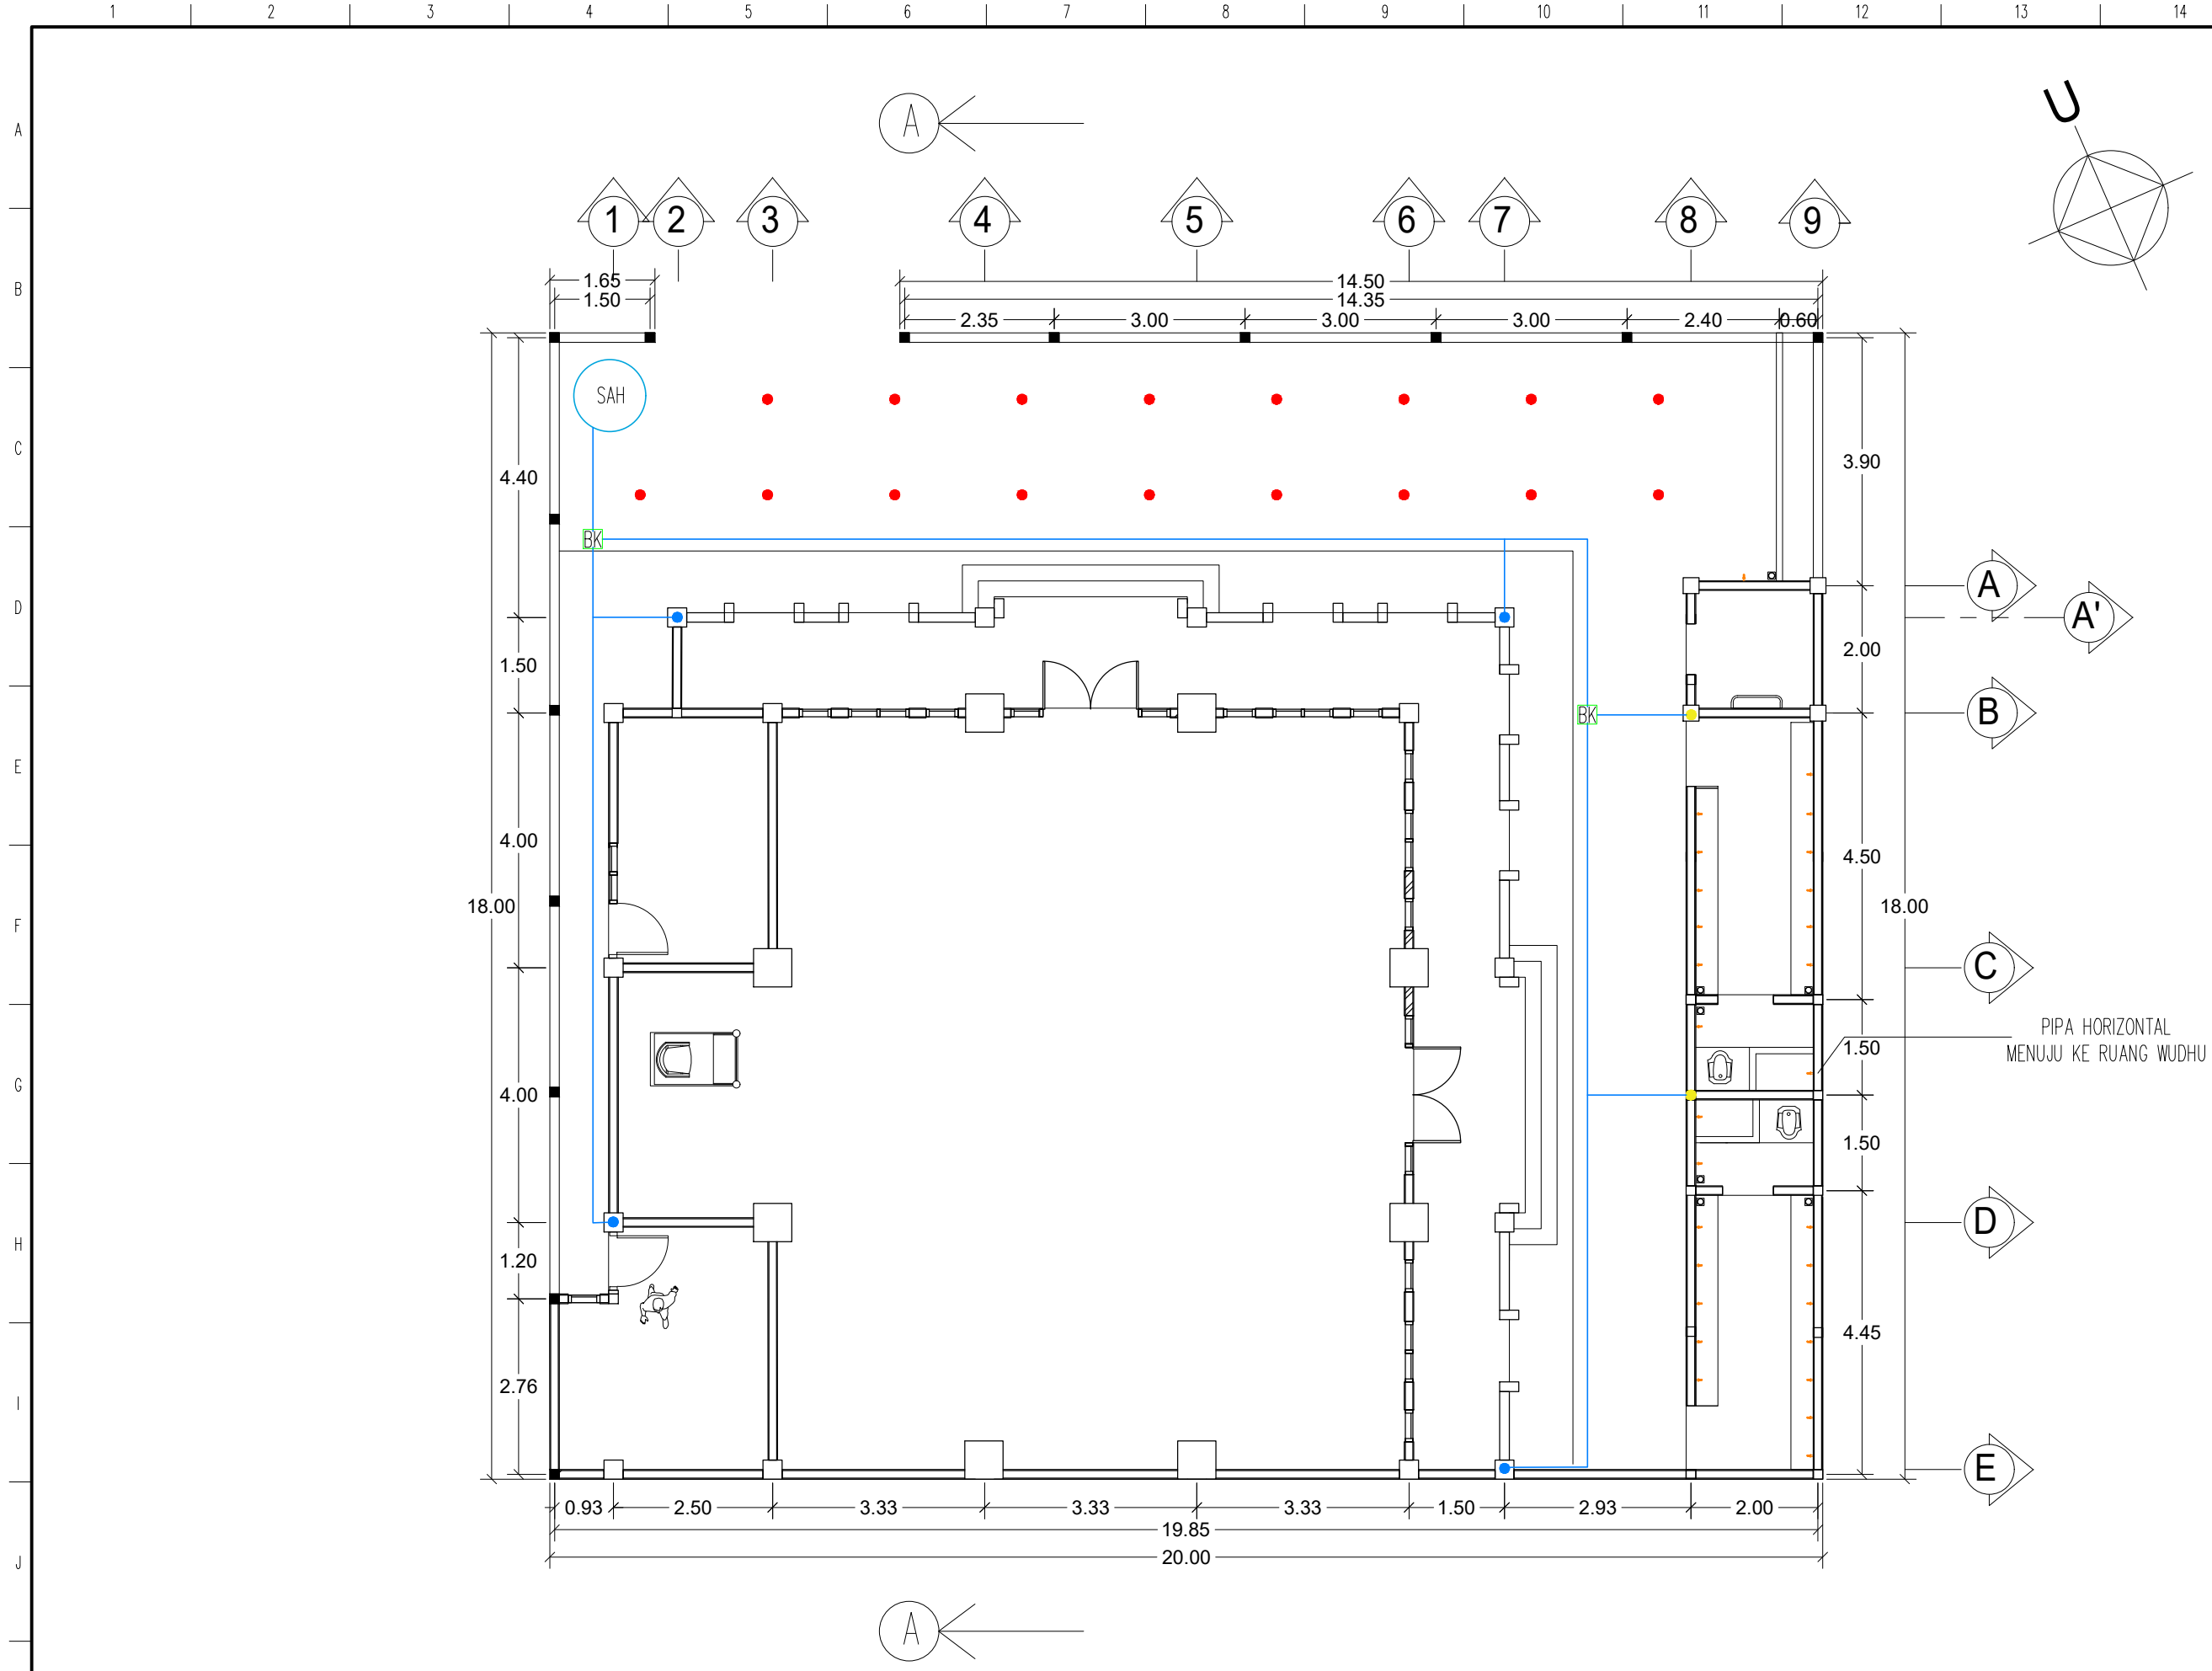 1 2 3 4 5 6 7 8 9 10 11 12 13 14
A
B
C
D
E
F
G
H
I
J
A
U
1 2 3 4 5 6 7 8 9
1.65
1.50
14.50
14.35
2.35 3.00 3.00 3.00 2.40 0.60
SAH
4.40
3.90
BK
A
A'
1.50
2.00
B
BK
4.00
4.50
18.00
18.00
C
PIPA HORIZONTAL
MENUJU KE RUANG WUDHU
1.50
4.00
1.50
D
1.20
4.45
2.76
E
0.93 2.50 3.33 3.33 3.33 1.50 2.93 2.00
19.85
20.00
A